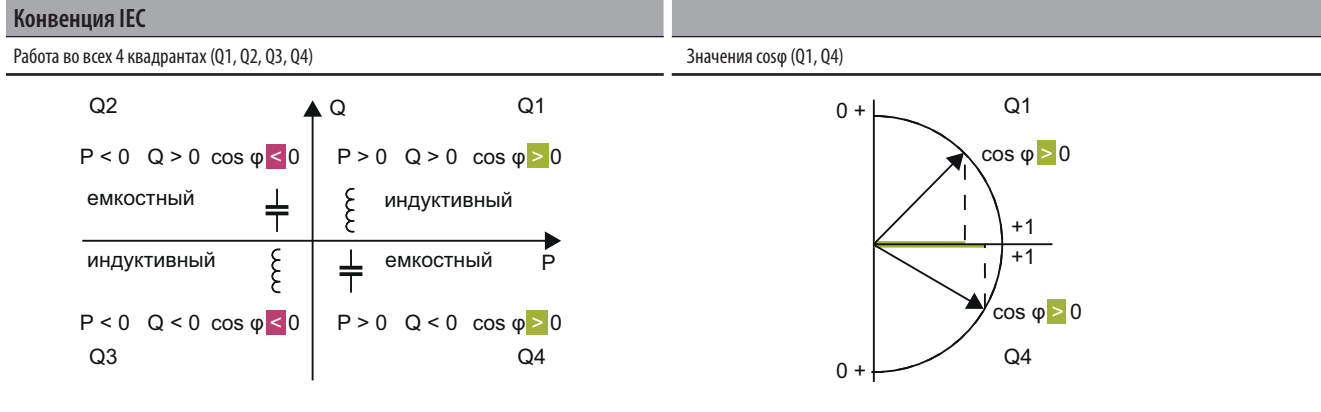 Конвенция IEC
Работа во всех 4 квадрантах (Q1, Q2, Q3, Q4)
Q2
Q
Q1
P < 0 Q > 0 cos φ < 0
P > 0 Q > 0 cos φ > 0
емкостный
индуктивный
индуктивный
емкостный
P
P < 0 Q < 0 cos φ < 0
P > 0 Q < 0 cos φ > 0
Q3
Q4
Значения cosφ (Q1, Q4)
0 +
Q1
cos φ > 0
+1
+1
cos φ > 0
Q4
0 +